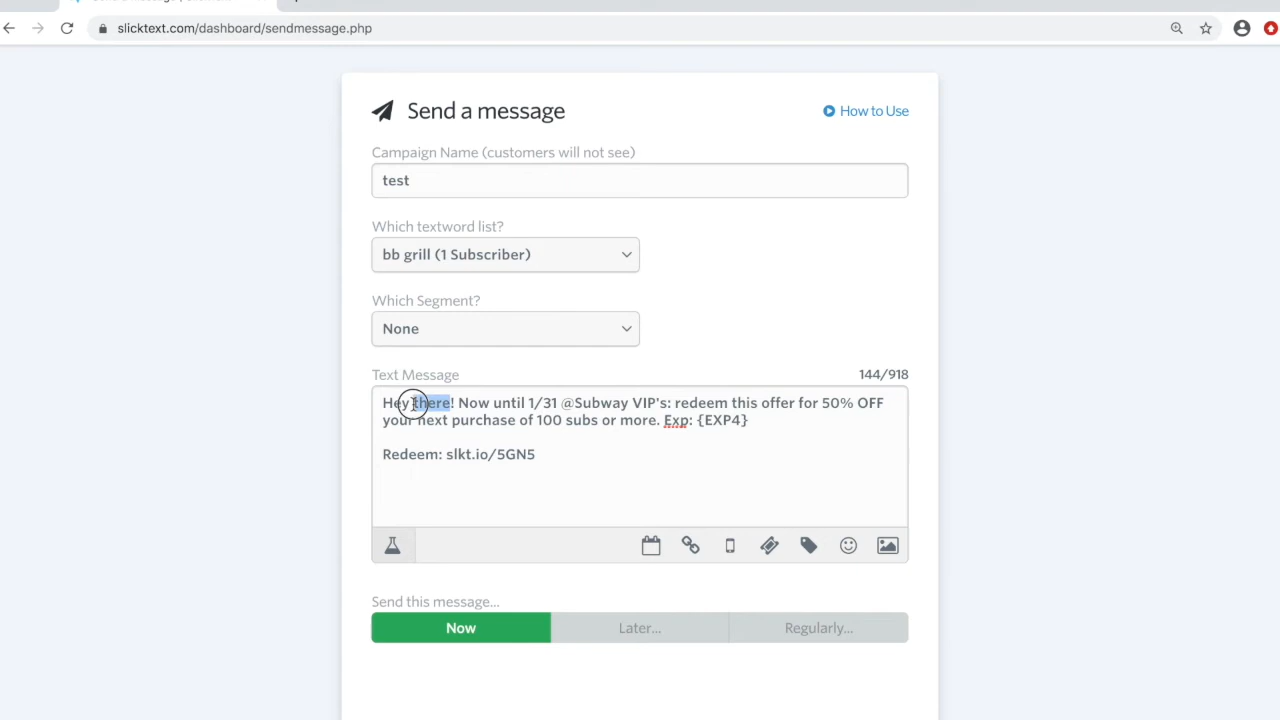 slicktext.com/dashboard/sendmessage.php
Send a message
How to Use
Campaign Name (customers will not see)
test
Which textword list?
bb grill (1 Subscriber)
Which Segment?
None
Text Message
144/918
Hey there! Now until 1/31 @Subway VIP's: redeem this offer for 50% OFF
your next purchase of 100 subs or more. Exp: {EXP4}
Redeem: slkt.io/5GN5
Send this message...
Now
Later...
Regularly...